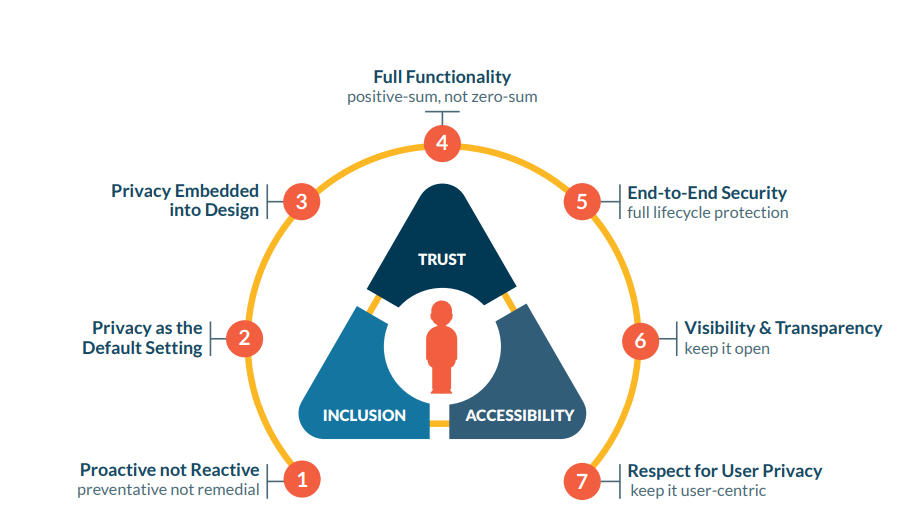 Full Functionality
positive-sum, not zero-sum
4
Privacy Embedded
into Design
3
5
End-to-End Security
full lifecycle protection
TRUST
Privacy as the
Default Setting
2
6
Visibility & Transparency
keep it open
INCLUSION
ACCESSIBILITY
Proactive not Reactive
preventative not remedial
1
7
Respect for User Privacy
keep it user-centric